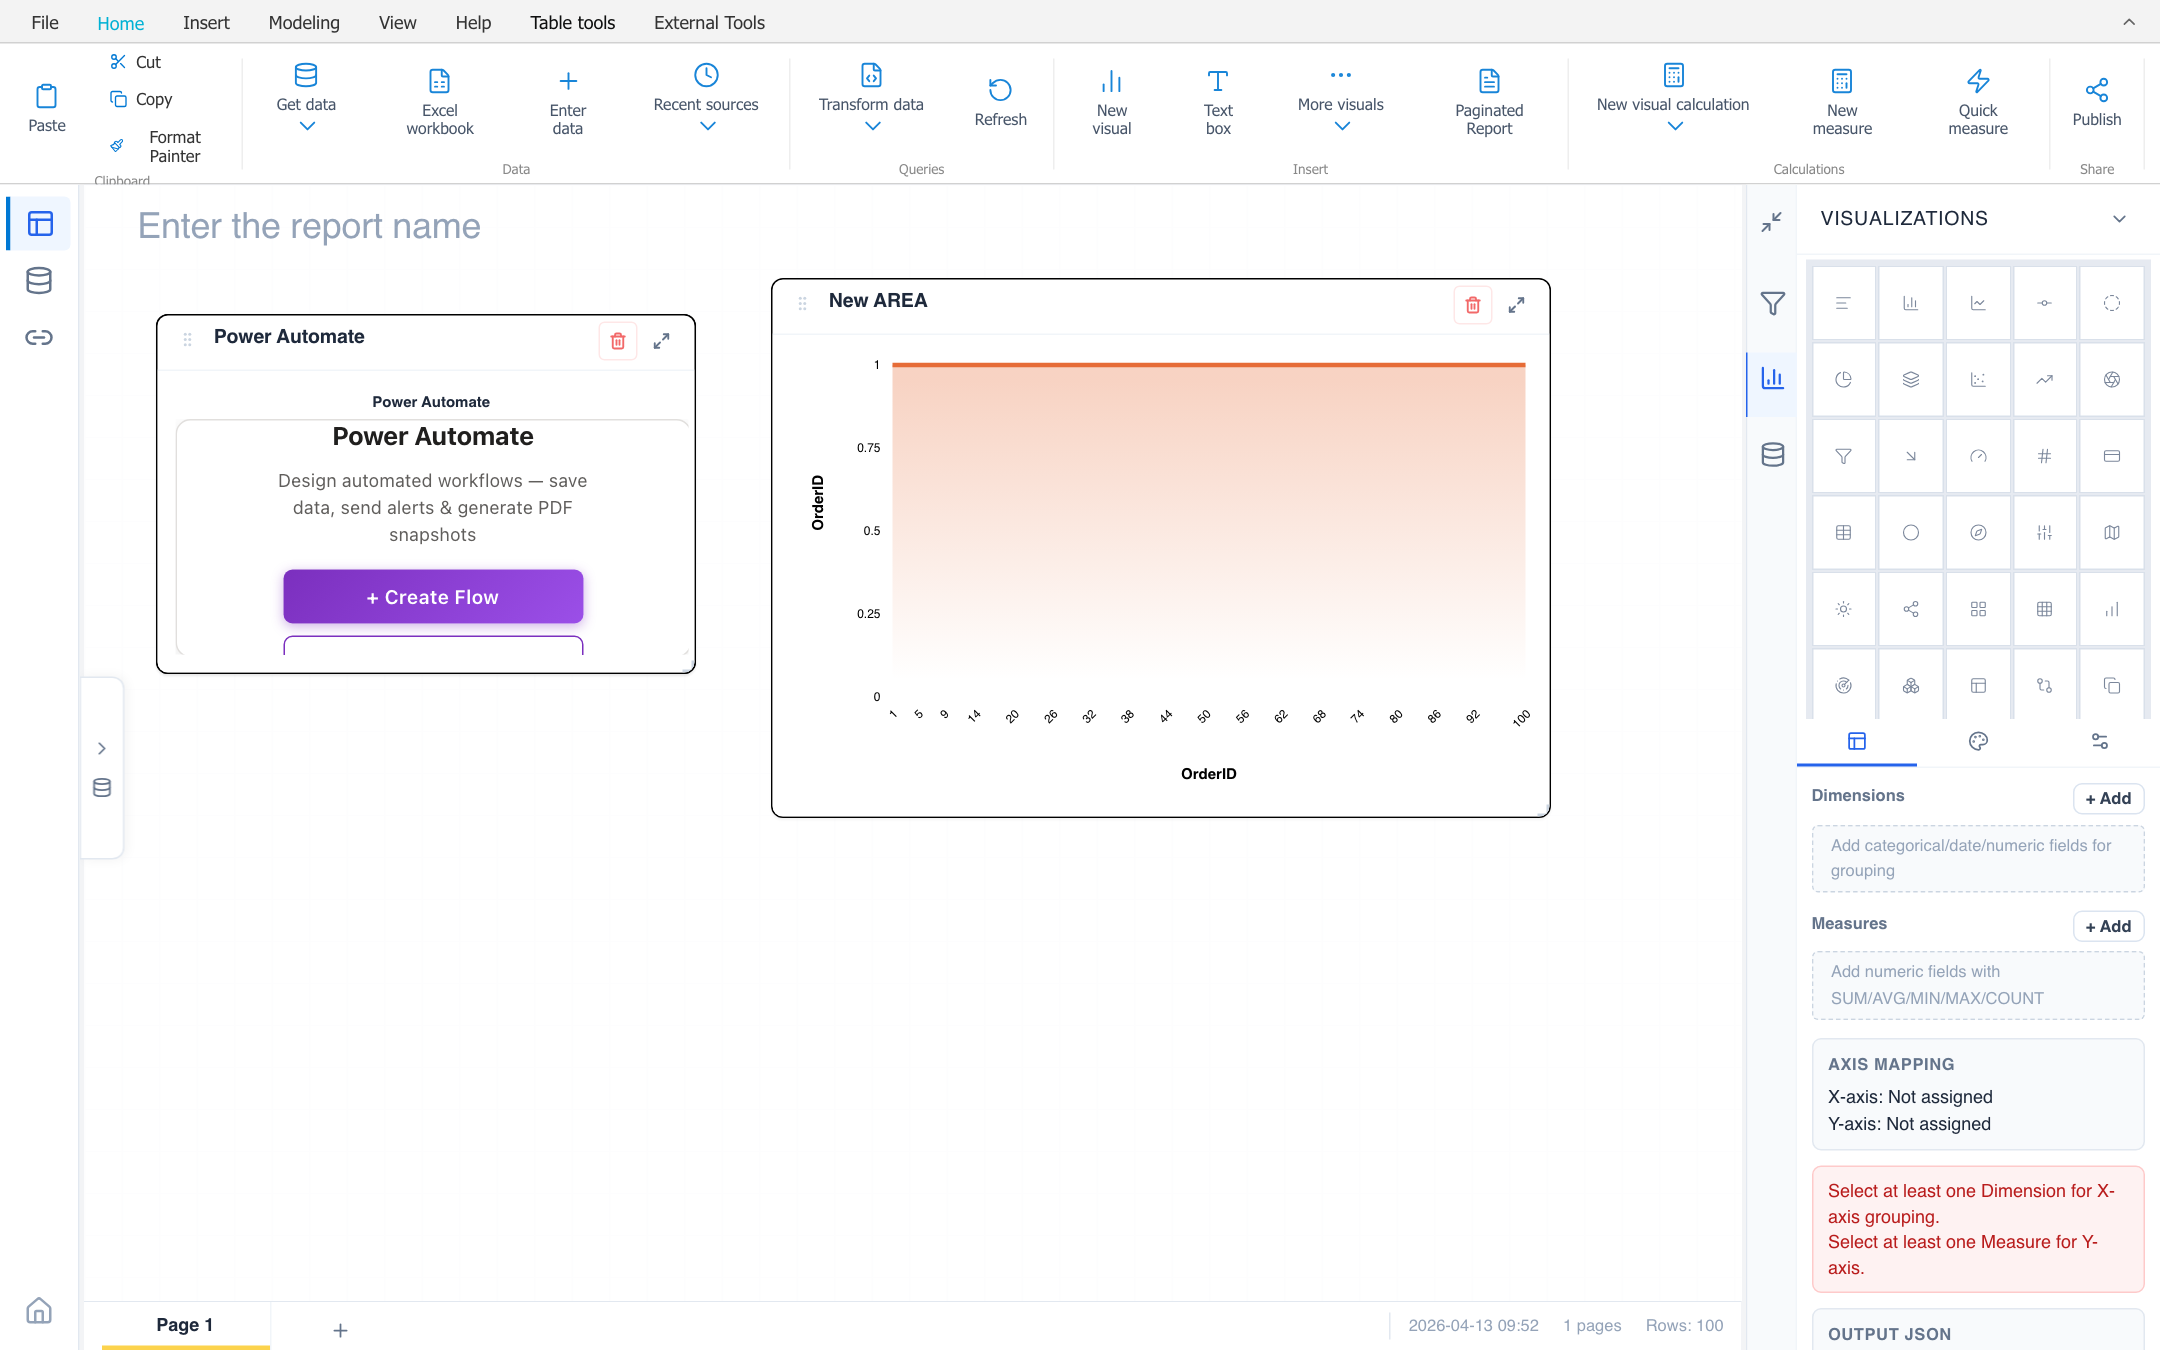 File
Home
Insert
Modeling
View
Help
Table tools
External Tools
Paste
Cut
Copy
Format
Painter
Clipboard
Get data
Excel
workbook
Enter
data
Recent sources
Data
Transform data
Refresh
Queries
New
visual
Text
box
More visuals
Paginated
Report
Insert
New visual calculation
New
measure
Quick
measure
Calculations
Publish
Share
Enter the report name
Power Automate
Power Automate
Power Automate
Design automated workflows — save
data, send alerts & generate PDF
snapshots
+ Create Flow
New AREA
1
0.75
0.5
0.25
0
OrderID
1 5 9 14 20 26 32 38 44 50 56 62 68 74 80 86 92 100
OrderID
VISUALIZATIONS
Dimensions
+ Add
Add categorical/date/numeric fields for
grouping
Measures
+ Add
Add numeric fields with
SUM/AVG/MIN/MAX/COUNT
AXIS MAPPING
X-axis: Not assigned
Y-axis: Not assigned
Select at least one Dimension for X-
axis grouping.
Select at least one Measure for Y-
axis.
OUTPUT JSON
Page 1
+
2026-04-13 09:52
1 pages
Rows: 100